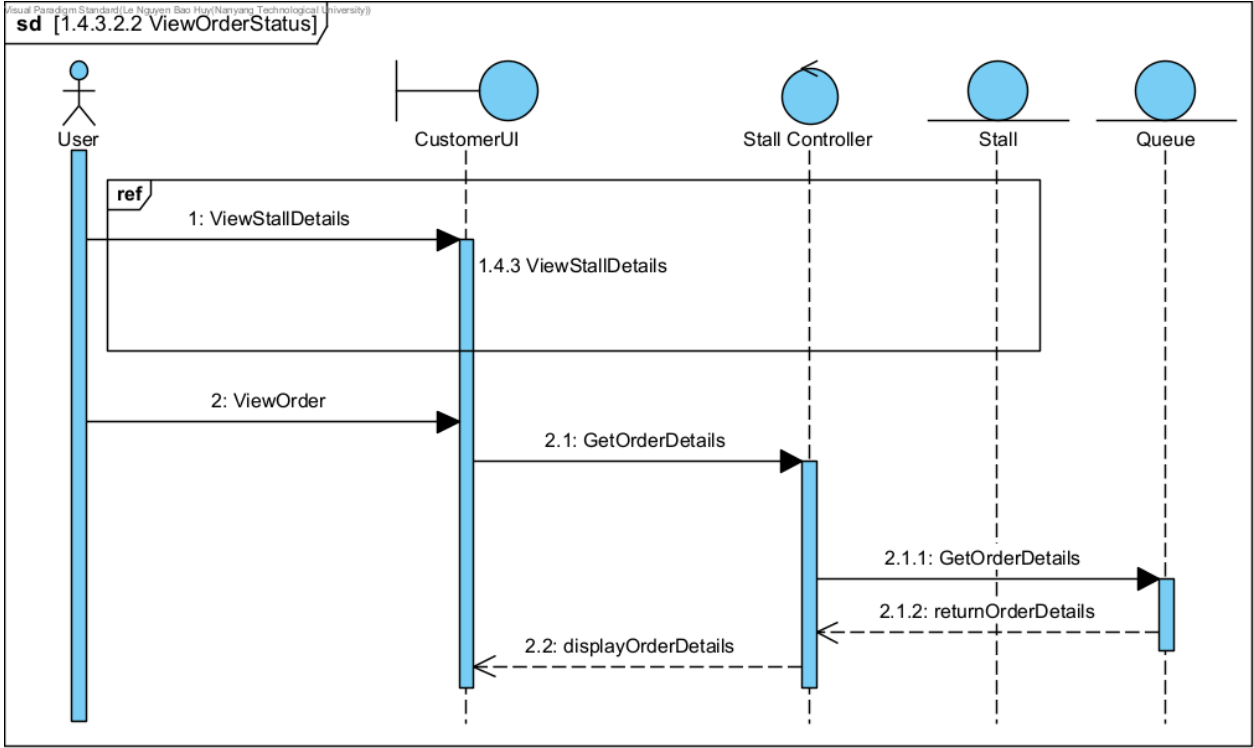 Visual Paradigm Standard(Le Nguyen Bao Huy(Nanyang Technological University))
sd [1.4.3.2.2 ViewOrderStatus]
User
CustomerUI
Stall Controller
Stall
Queue
ref
1: ViewStallDetails
1.4.3 ViewStallDetails
2: ViewOrder
2.1: GetOrderDetails
2.1.1: GetOrderDetails
2.1.2: returnOrderDetails
2.2: displayOrderDetails